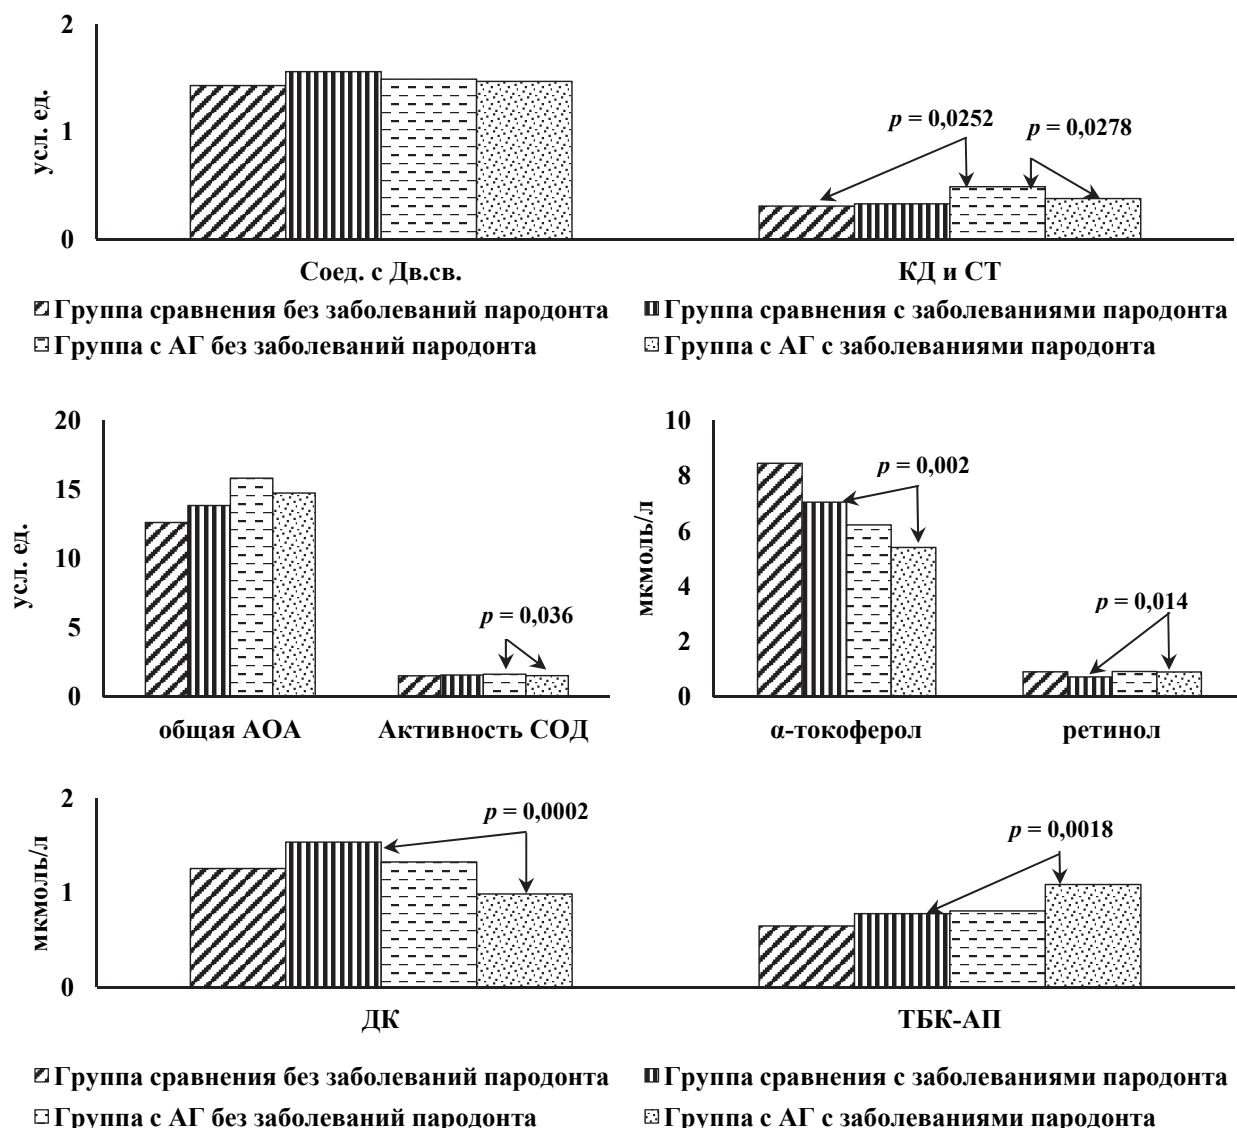 2
1
0
усл. ед.
p = 0,0252
p = 0,0278
Соед. с Дв.св.
КД и СТ
Группа сравнения без заболеваний пародонта
Группа сравнения с заболеваниями пародонта
Группа с АГ без заболеваний пародонта
Группа с АГ с заболеваниями пародонта
20
15
10
5
0
усл. ед.
p = 0,036
общая АОА
Активность СОД
10
8
6
4
2
0
мкмоль/л
p = 0,002
p = 0,014
α-токоферол
ретинол
2
1
0
мкмоль/л
p = 0,0002
p = 0,0018
ДК
ТБК-АП
Группа сравнения без заболеваний пародонта
Группа сравнения с заболеваниями пародонта
Группа с АГ без заболеваний пародонта
Группа с АГ с заболеваниями пародонта